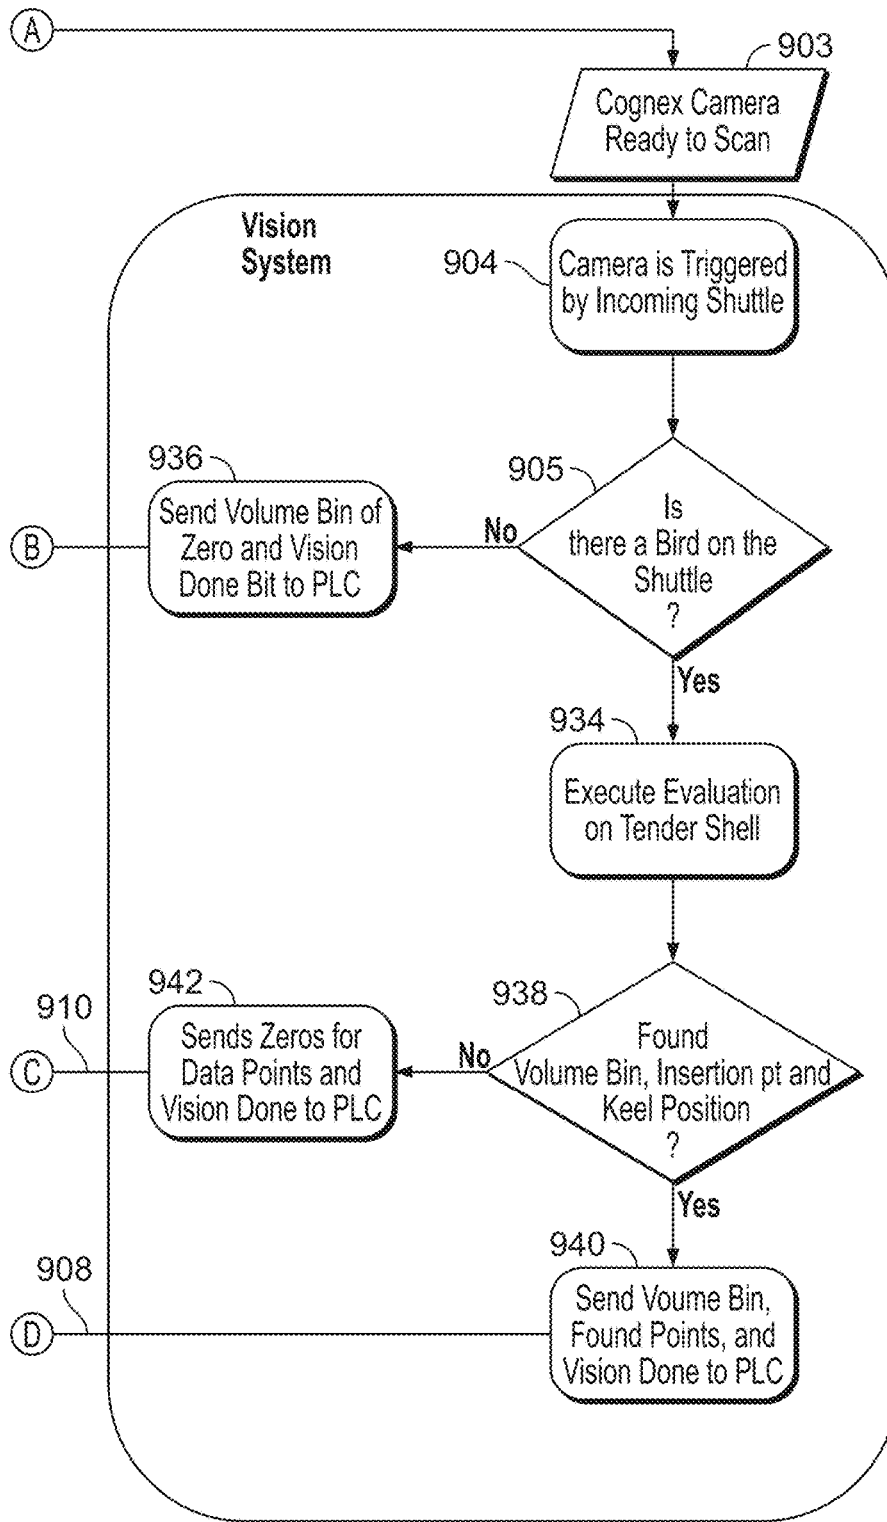 A
903
Cognex Camera
Ready to Scan
Vision
System
904
Camera is Triggered
by Incoming Shuttle
936
Send Volume Bin of
Zero and Vision
Done Bit to PLC
B
No
905
Is
there a Bird on the
Shuttle
?
Yes
934
Execute Evaluation
on Tender Shell
942
Sends Zeros for
Data Points and
Vision Done to PLC
910
C
No
938
Found
Volume Bin, Insertion pt and
Keel Position
?
Yes
940
Send Voume Bin,
Found Points, and
Vision Done to PLC
908
D